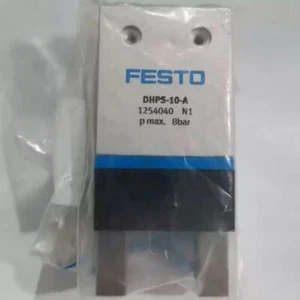 FESTO
DHPS-10-A
1254040 N1
p max. 8bar